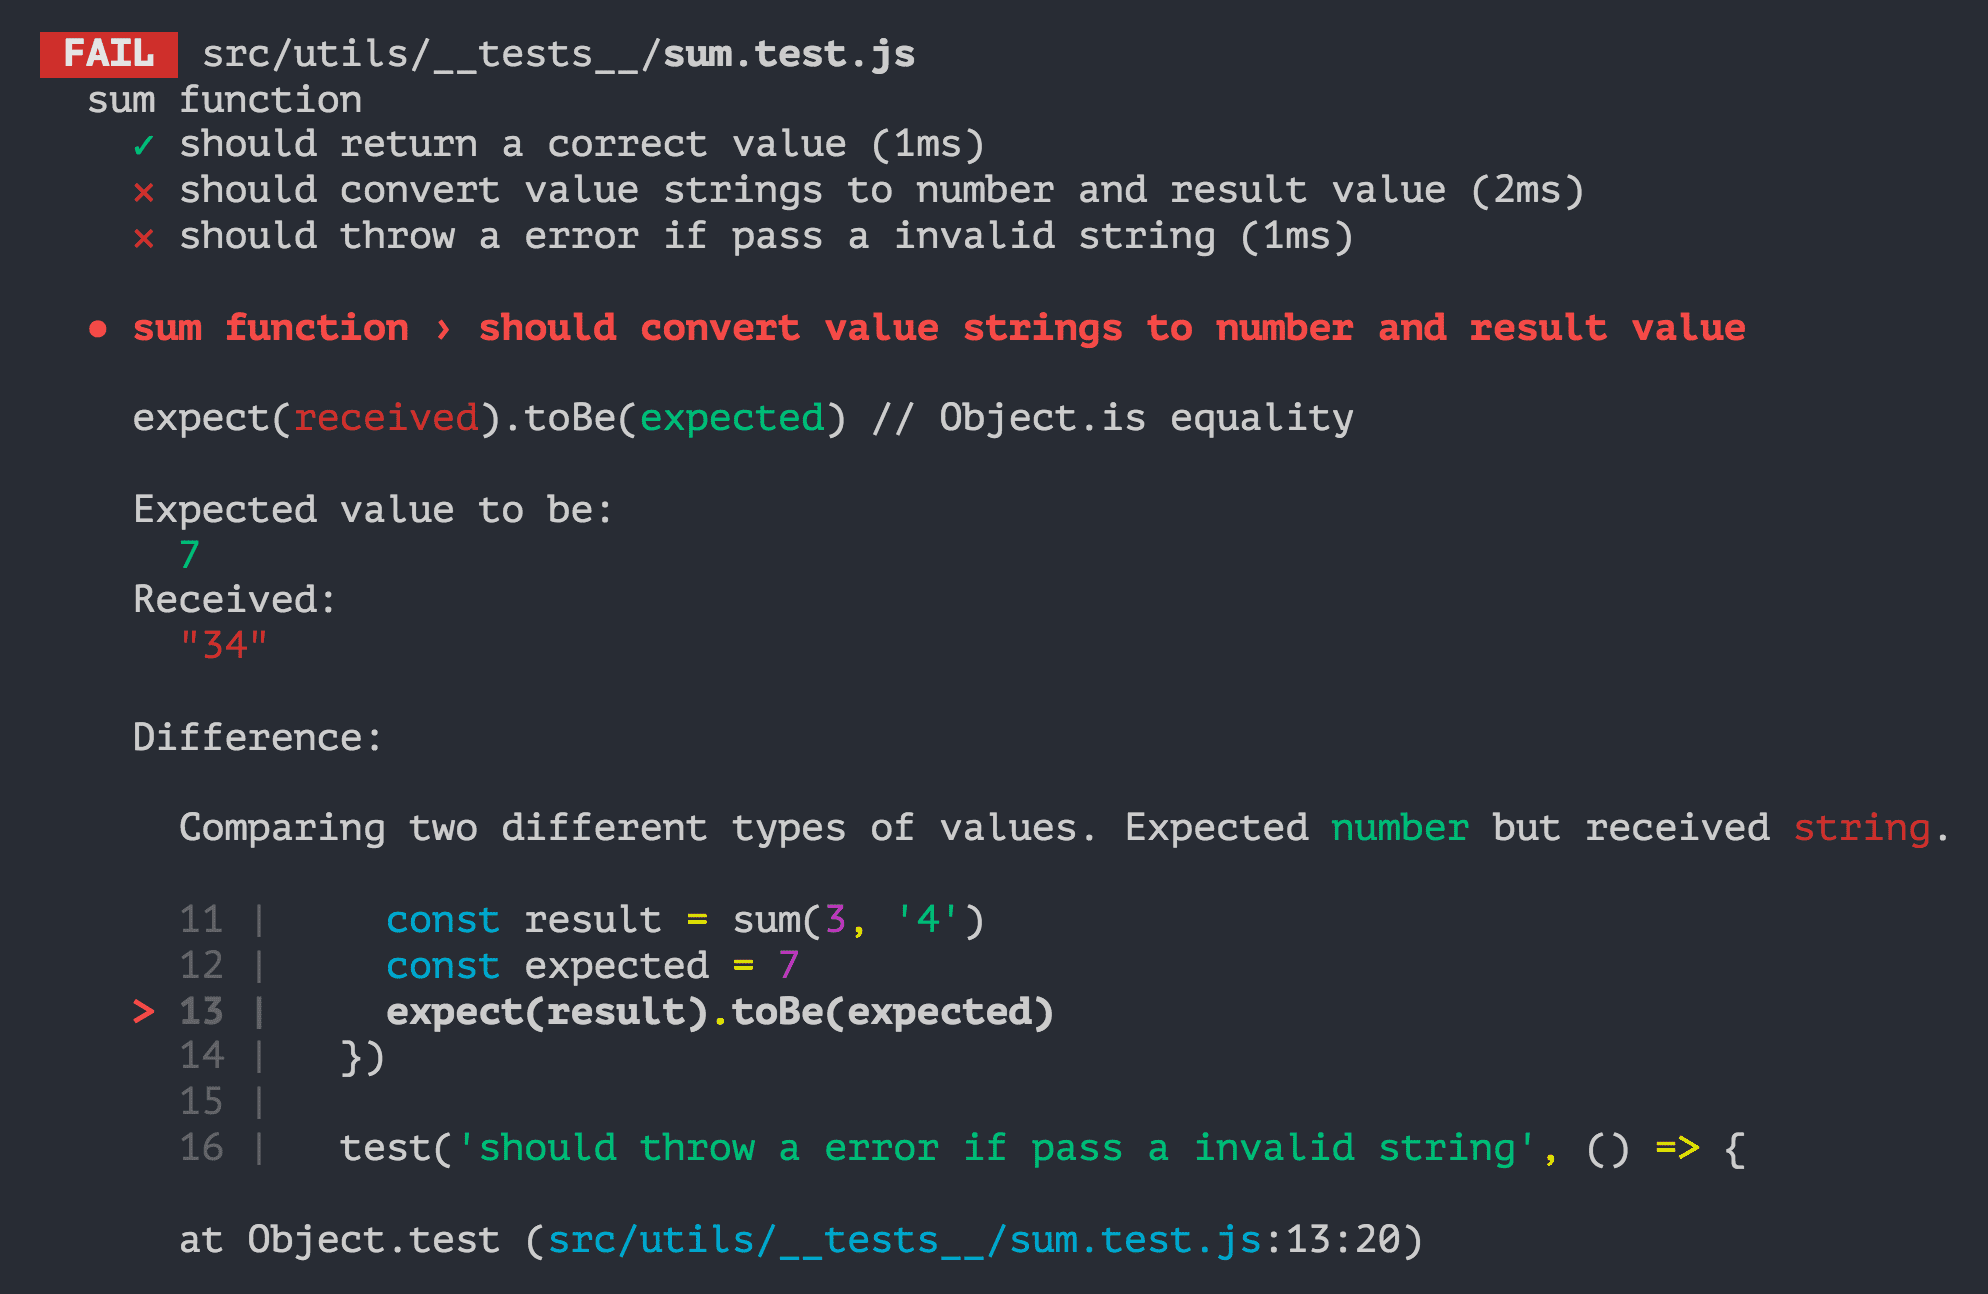 FAIL src/utils/__tests__/sum.test.js
sum function
✓ should return a correct value (1ms)
✕ should convert value strings to number and result value (2ms)
✕ should throw a error if pass a invalid string (1ms)
● sum function › should convert value strings to number and result value
expect(received).toBe(expected) // Object.is equality
Expected value to be:
7
Received:
"34"
Difference:
Comparing two different types of values. Expected number but received string.
11 |     const result = sum(3, '4')
12 |     const expected = 7
> 13 |     expect(result).toBe(expected)
14 |   })
15 |
16 |   test('should throw a error if pass a invalid string', () => {
at Object.test (src/utils/__tests__/sum.test.js:13:20)